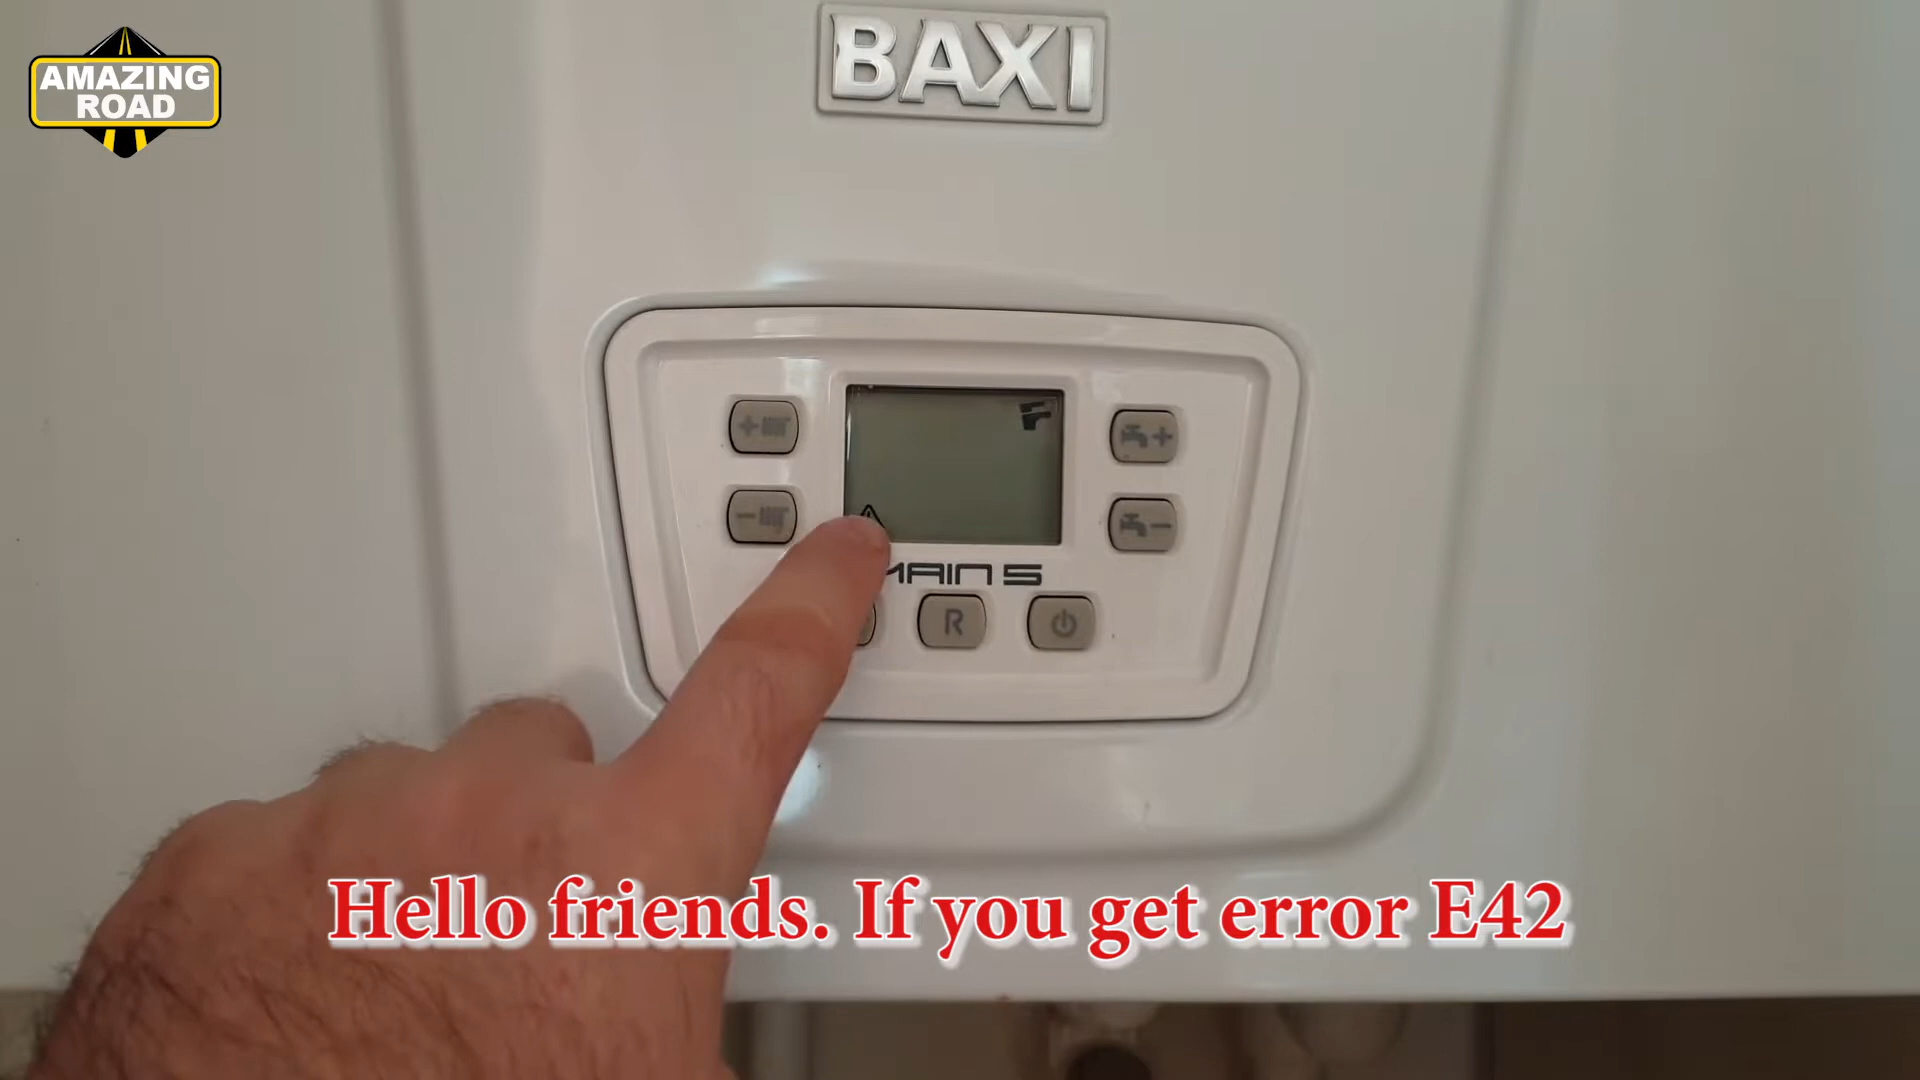 AMAZING
ROAD
BAXI
MAIN 5
R
Hello friends. If you get error E42